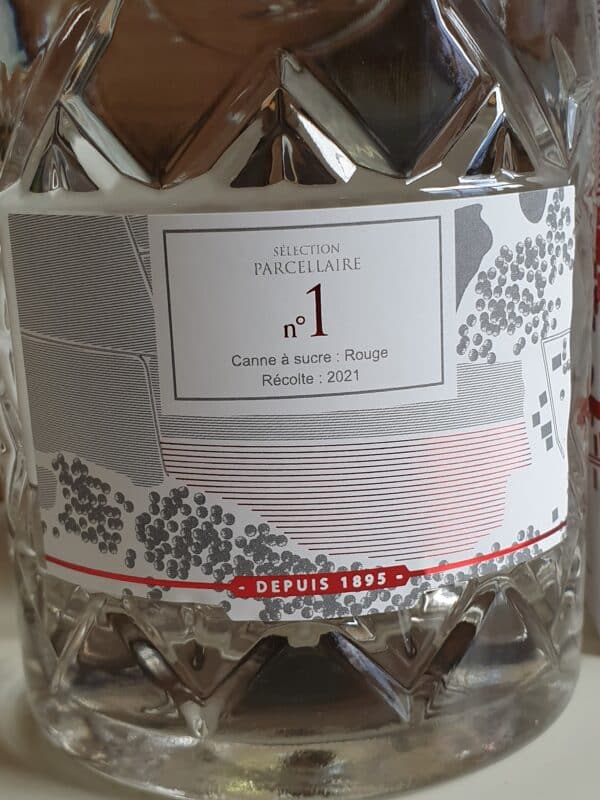 SÉLECTION
PARCELLAIRE
n°1
Canne à sucre : Rouge
Récolte : 2021
- DEPUIS 1895 -